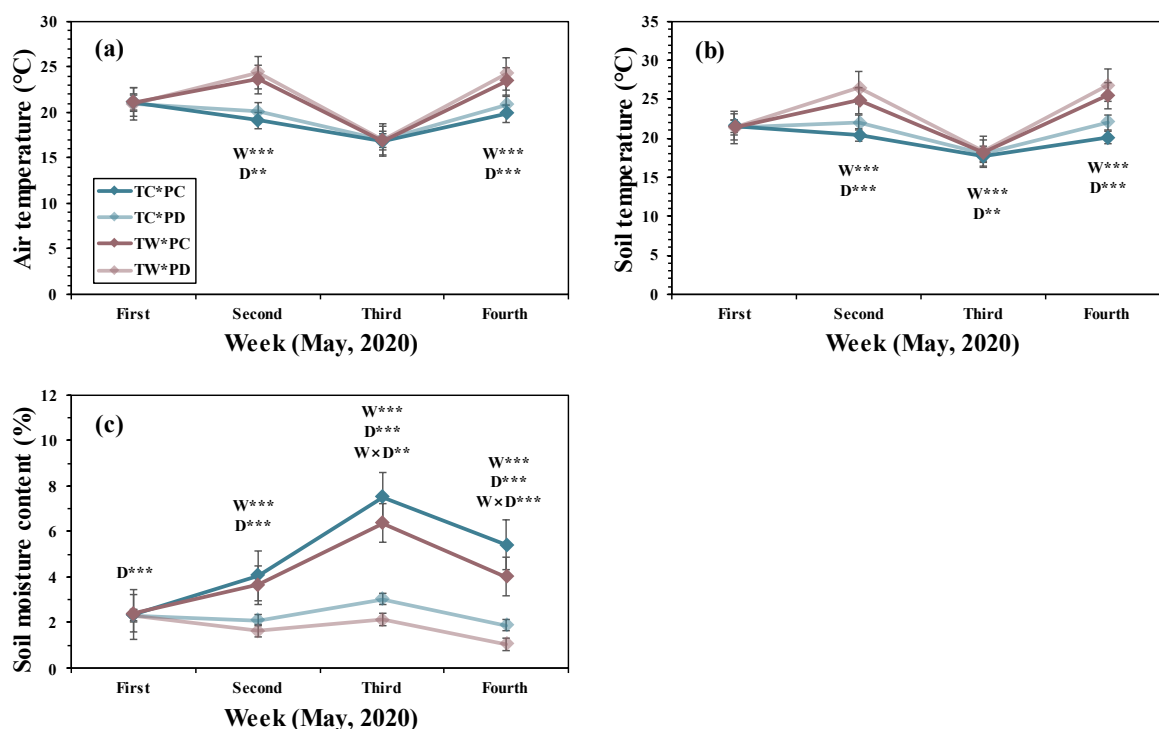 (a)
Air temperature (℃)
30
25
20
15
10
5
0
W***
D**
W***
D***
TC*PC
TC*PD
TW*PC
TW*PD
First
Second
Third
Fourth
Week (May, 2020)
(b)
Soil temperature (℃)
35
30
25
20
15
10
5
0
W***
D***
W***
D**
W***
D***
First
Second
Third
Fourth
Week (May, 2020)
(c)
Soil moisture content (%)
12
10
8
6
4
2
0
D***
W***
D***
W***
D***
W×D**
W***
D***
W×D***
First
Second
Third
Fourth
Week (May, 2020)